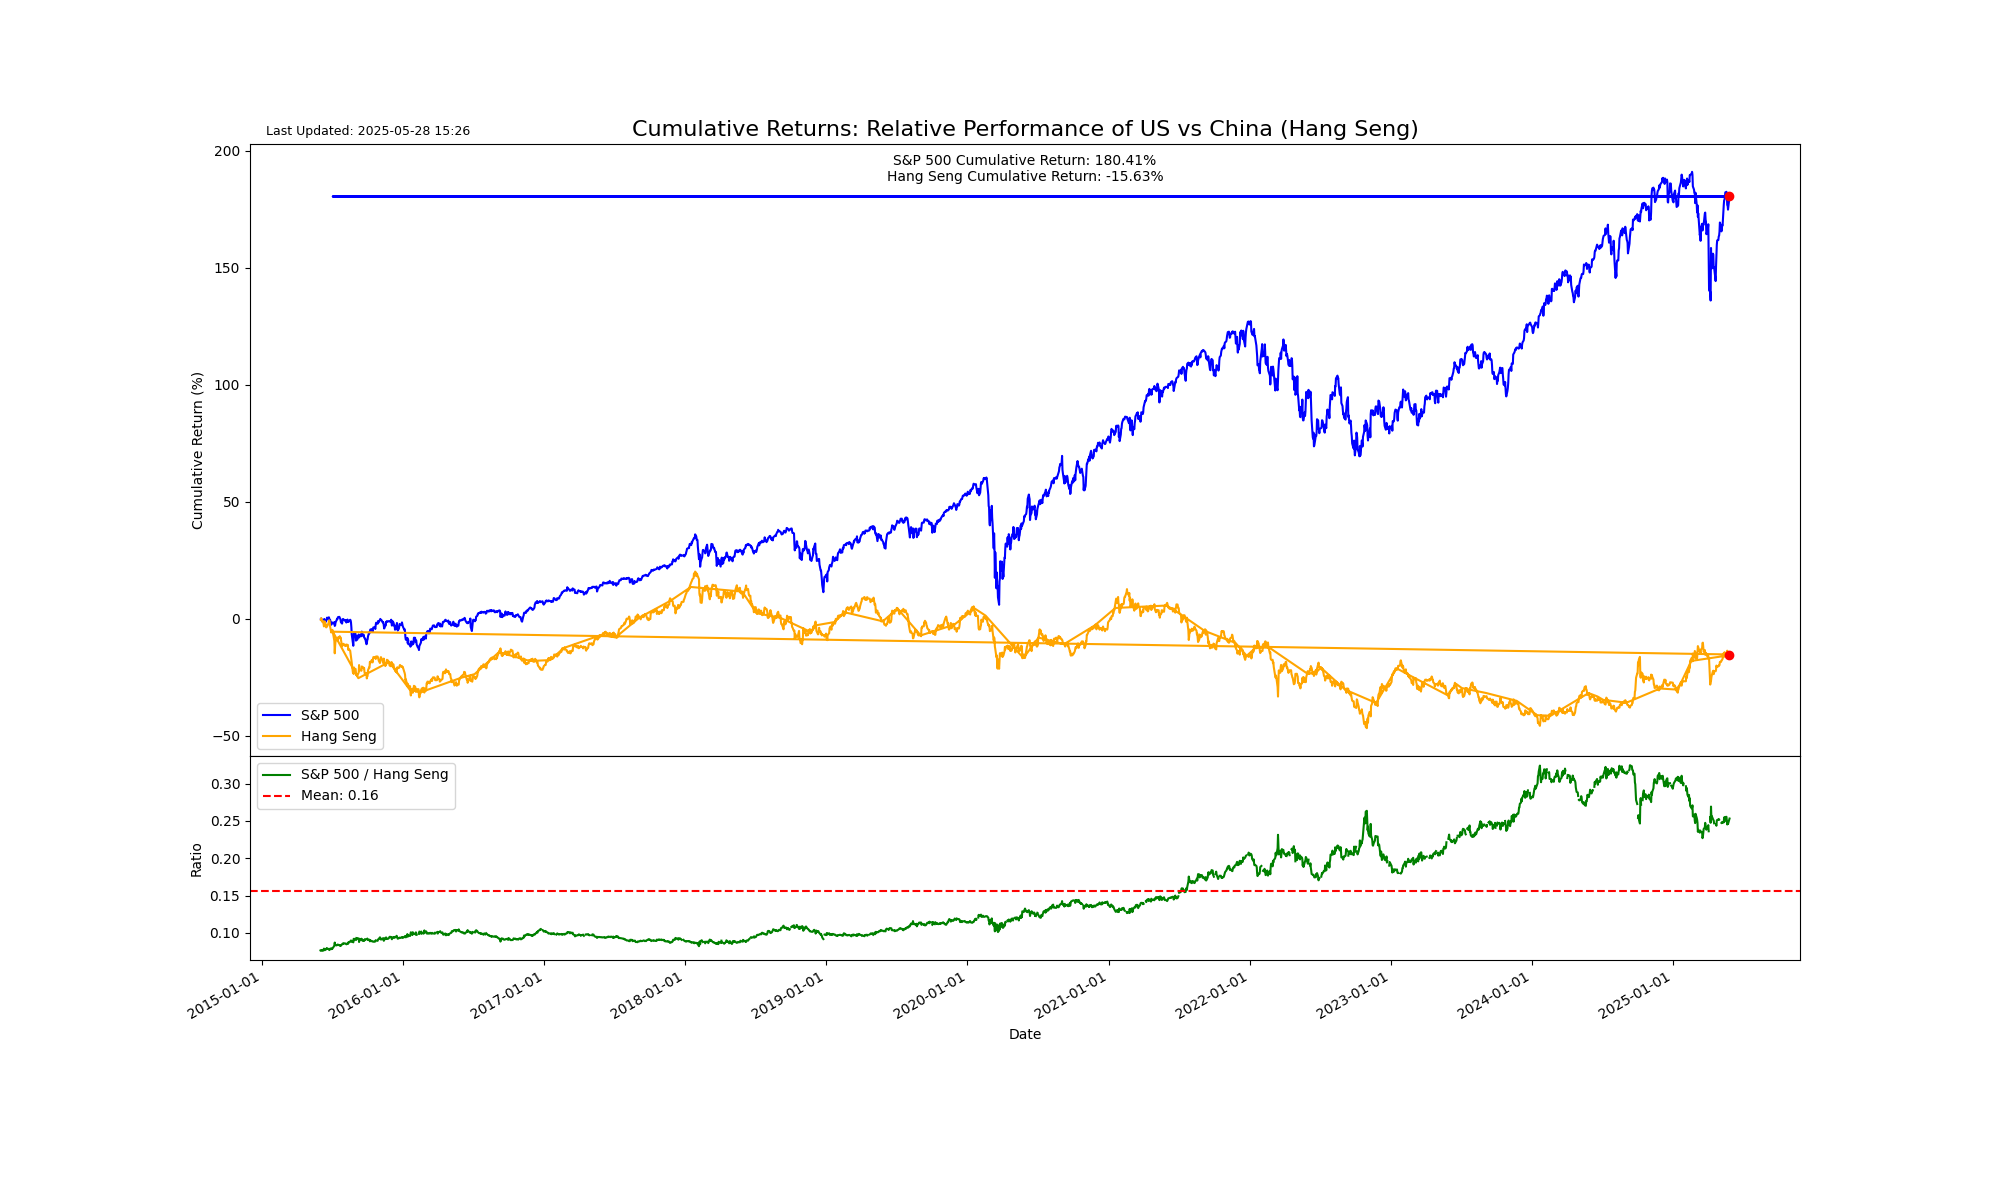 Last Updated: 2025-05-28 15:26
Cumulative Returns: Relative Performance of US vs China (Hang Seng)
S&P 500 Cumulative Return: 180.41%
Hang Seng Cumulative Return: -15.63%
Cumulative Return (%)
200
150
100
50
0
−50
S&P 500
Hang Seng
S&P 500 / Hang Seng
Mean: 0.16
Ratio
0.30
0.25
0.20
0.15
0.10
2015-01-01
2016-01-01
2017-01-01
2018-01-01
2019-01-01
2020-01-01
2021-01-01
2022-01-01
2023-01-01
2024-01-01
2025-01-01
Date